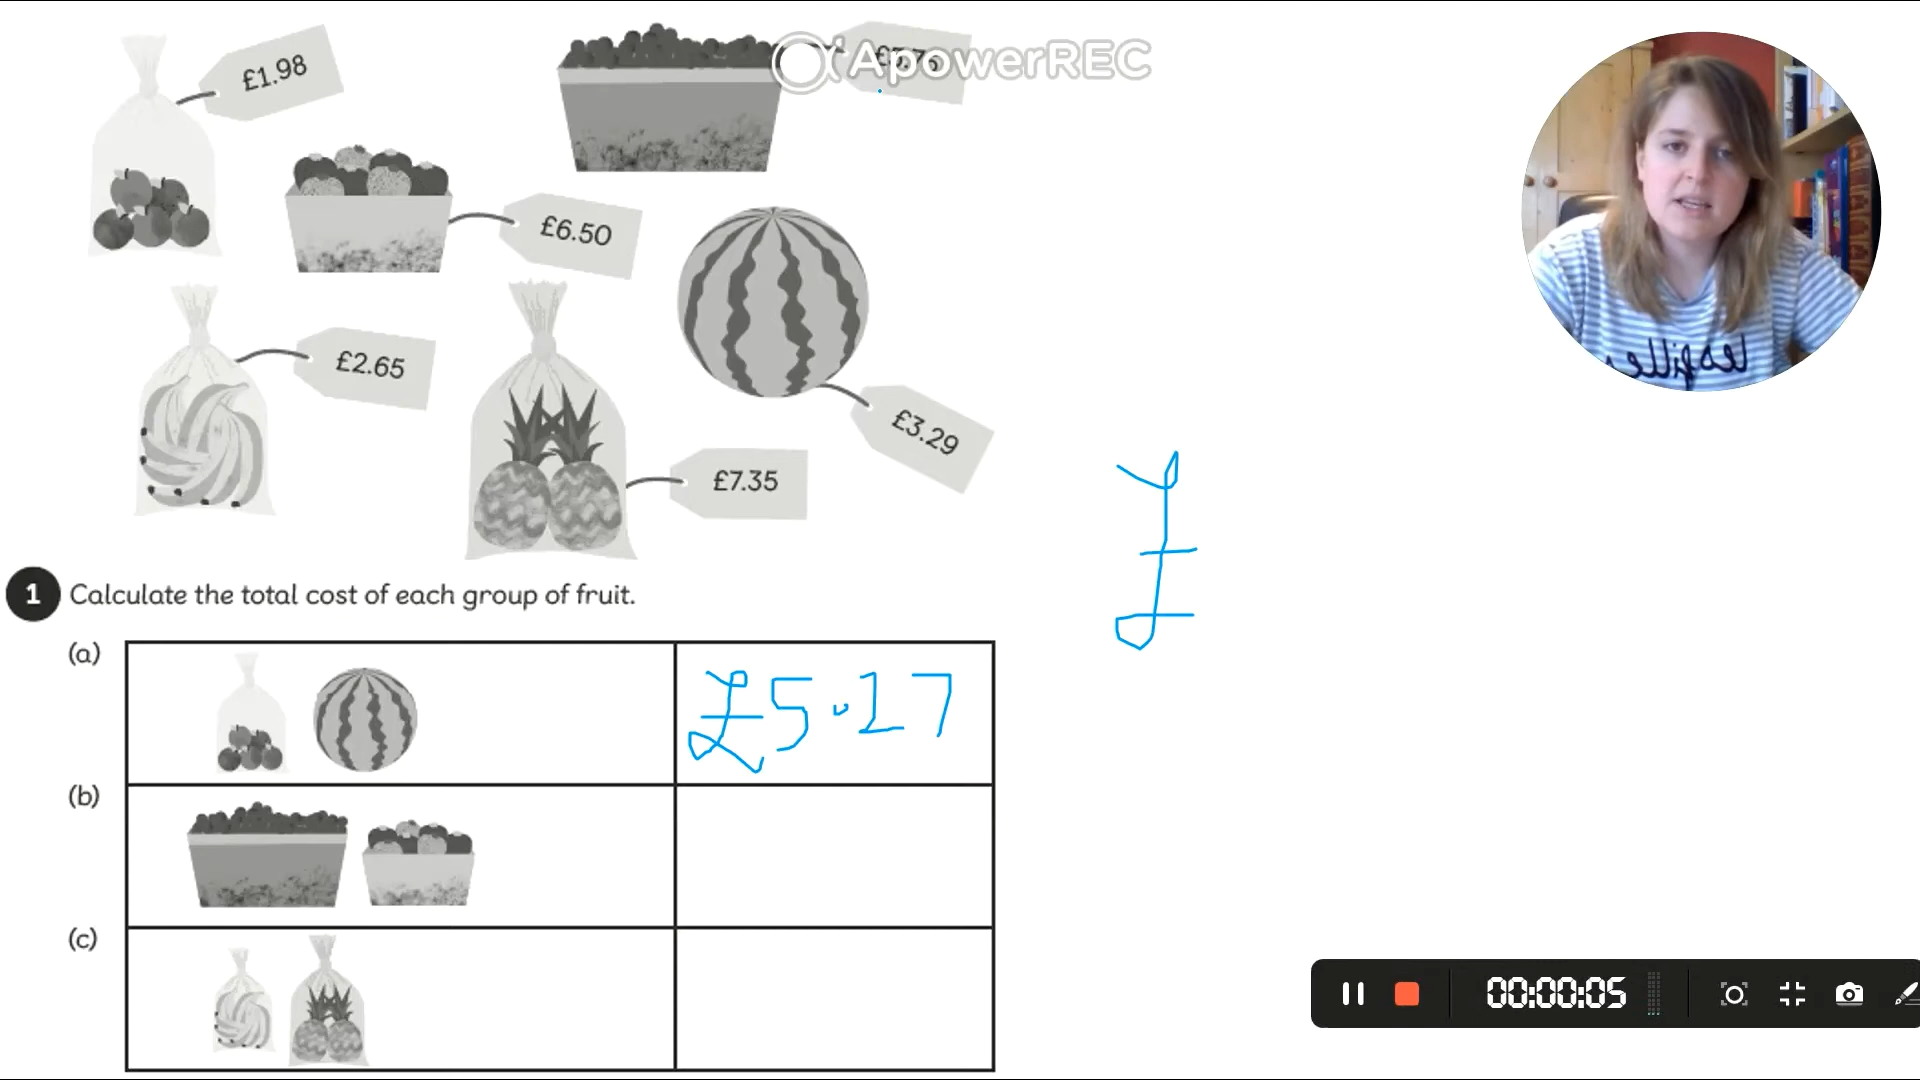 £1.98
ApowerREC
£6.50
£2.65
£3.29
£7.35
1 Calculate the total cost of each group of fruit.
(a)
£5.27
(b)
(c)
£
00:00:05